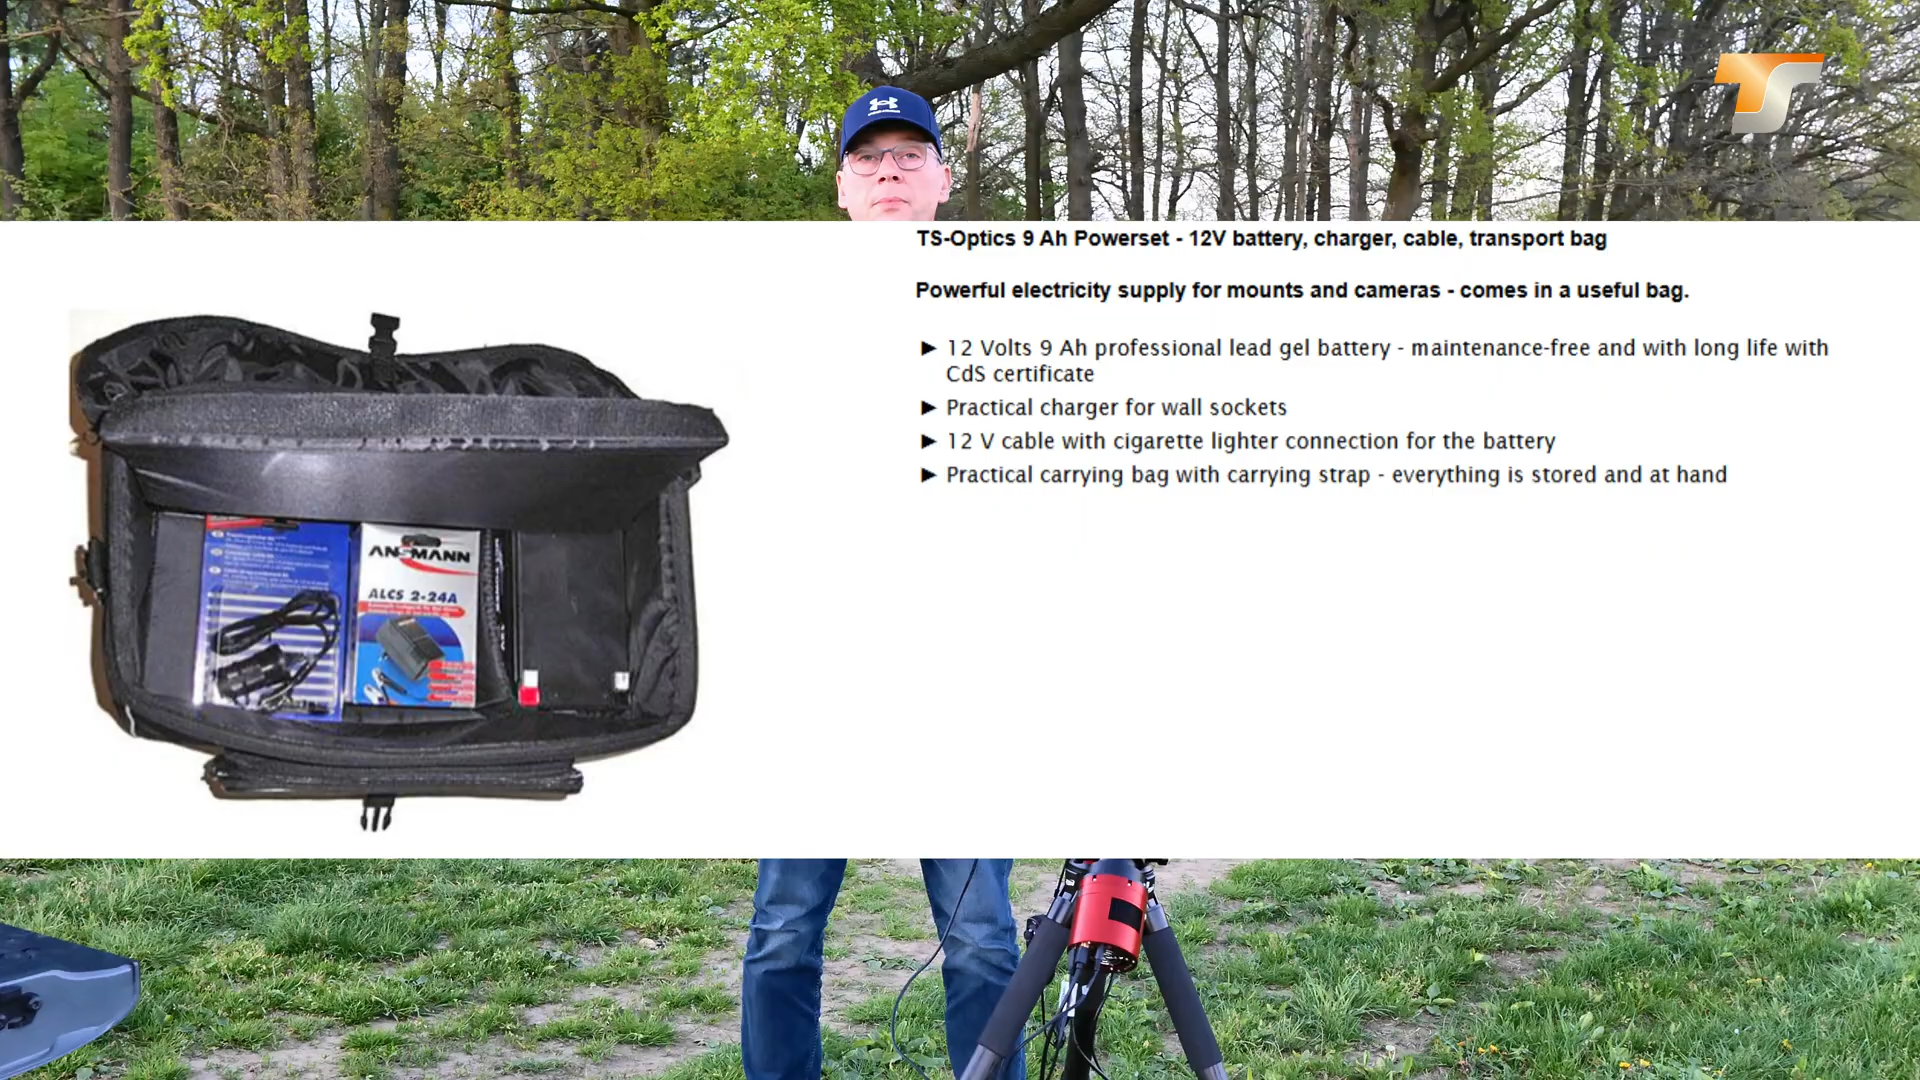 TS-Optics 9 Ah Powerset - 12V battery, charger, cable, transport bag
Powerful electricity supply for mounts and cameras - comes in a useful bag.
► 12 Volts 9 Ah professional lead gel battery - maintenance-free and with long life with
CdS certificate
► Practical charger for wall sockets
► 12 V cable with cigarette lighter connection for the battery
► Practical carrying bag with carrying strap - everything is stored and at hand
ANSMANN
ALCS 2-24A